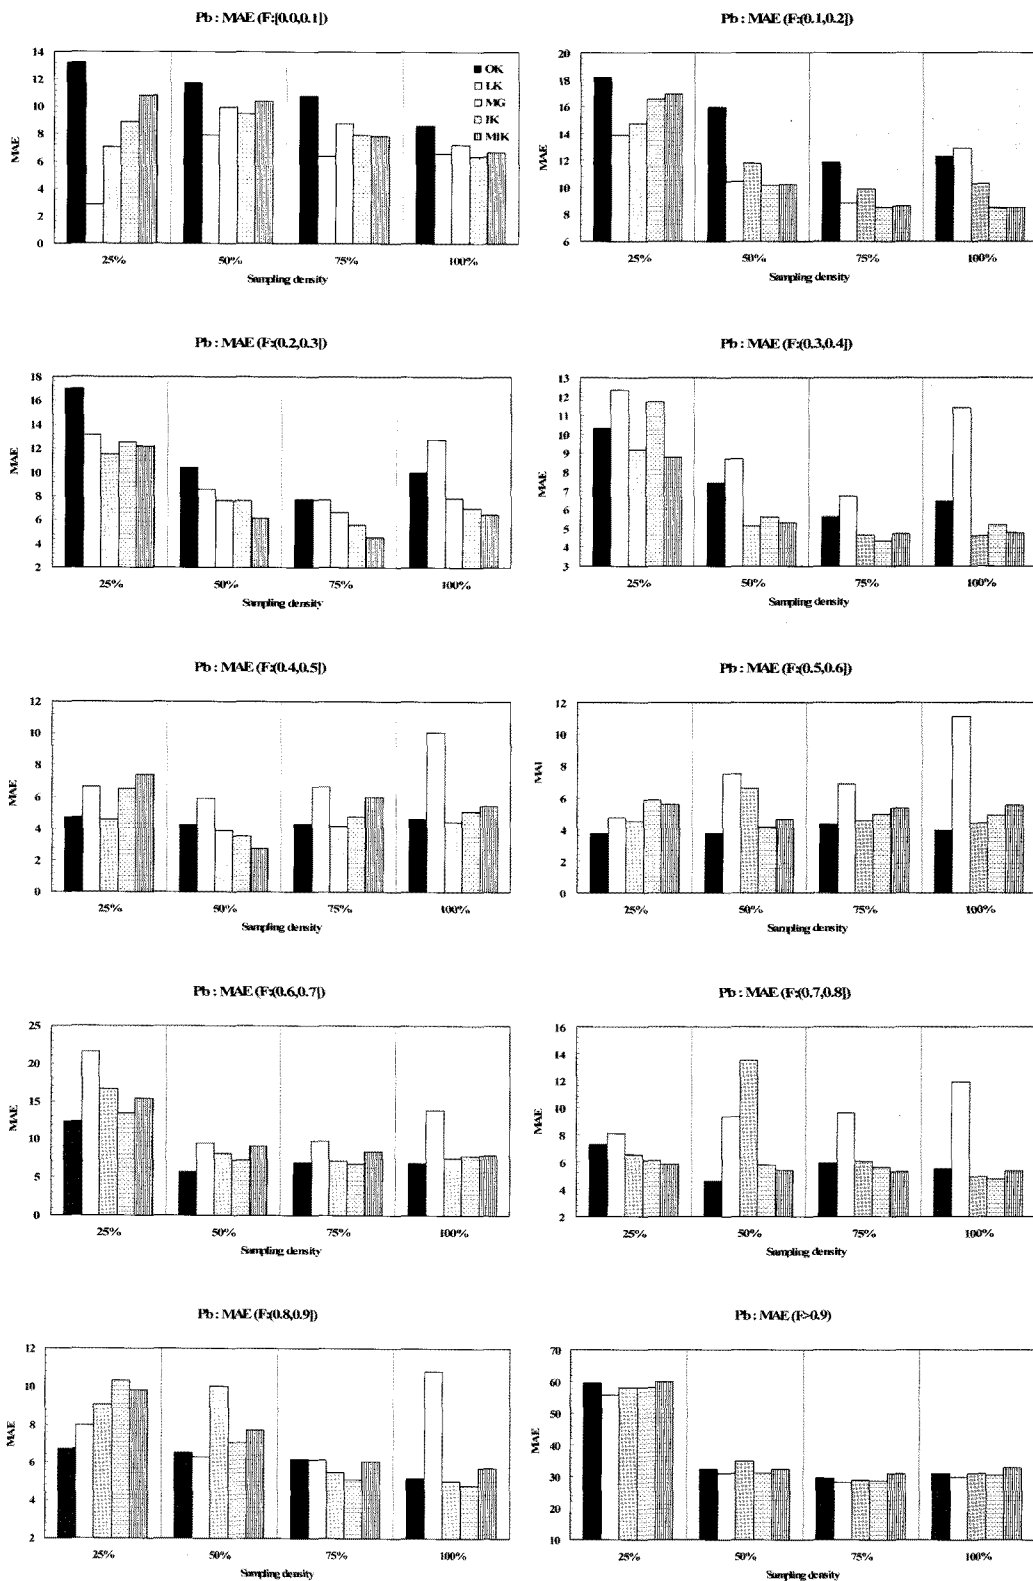 Pb : MAE (F:[0.0,0.1])
14
12
10
8
6
4
2
0
MAE
OK
LK
MG
IK
MIK
25% 50% 75% 100%
Sampling density
Pb : MAE (F:(0.1,0.2])
20
18
16
14
12
10
8
6
MAE
25% 50% 75% 100%
Sampling density
Pb : MAE (F:(0.2,0.3])
18
16
14
12
10
8
6
4
2
MAE
25% 50% 75% 100%
Sampling density
Pb : MAE (F:(0.3,0.4])
13
12
11
10
9
8
7
6
5
4
3
MAE
25% 50% 75% 100%
Sampling density
Pb : MAE (F:(0.4,0.5])
12
10
8
6
4
2
0
MAE
25% 50% 75% 100%
Sampling density
Pb : MAE (F:(0.5,0.6])
12
10
8
6
4
2
0
MAE
25% 50% 75% 100%
Sampling density
Pb : MAE (F:(0.6,0.7])
25
20
15
10
5
0
MAE
25% 50% 75% 100%
Sampling density
Pb : MAE (F:(0.7,0.8])
16
14
12
10
8
6
4
2
MAE
25% 50% 75% 100%
Sampling density
Pb : MAE (F:(0.8,0.9])
12
10
8
6
4
2
MAE
25% 50% 75% 100%
Sampling density
Pb : MAE (F>0.9)
70
60
50
40
30
20
10
MAE
25% 50% 75% 100%
Sampling density